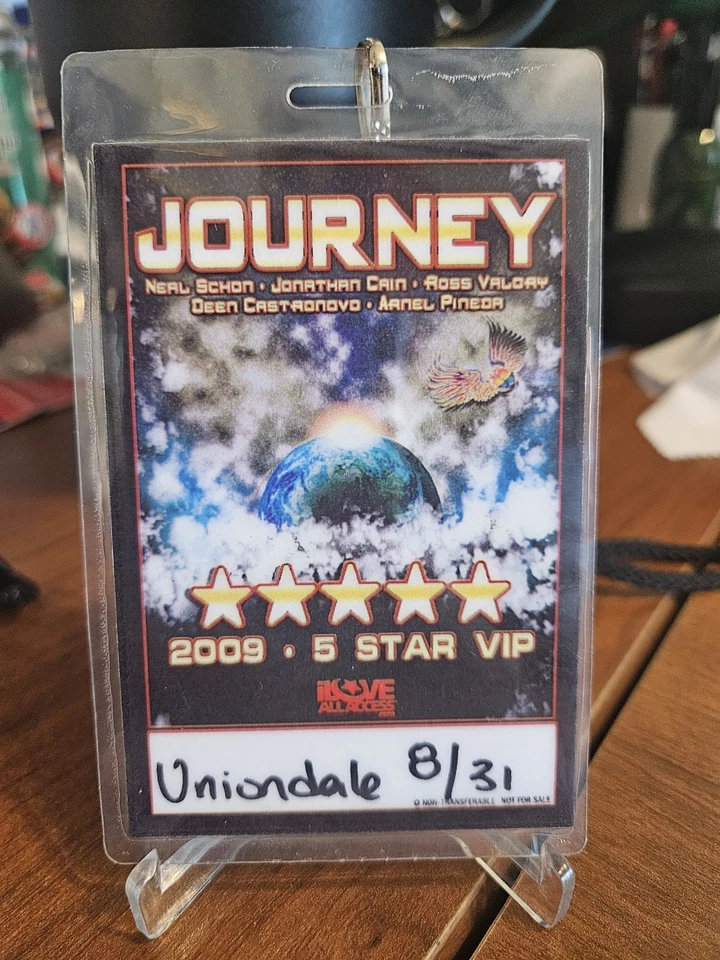 JOURNEY
NEAL SCHON • JONATHAN CAIN • ROSS VALORY
DEEN CASTRONOVO • ARNEL PINEDA
2009 • 5 STAR VIP
iLOVE
ALL ACCESS
.com
Uniondale 8/31
NON-TRANSFERABLE NOT FOR SALE